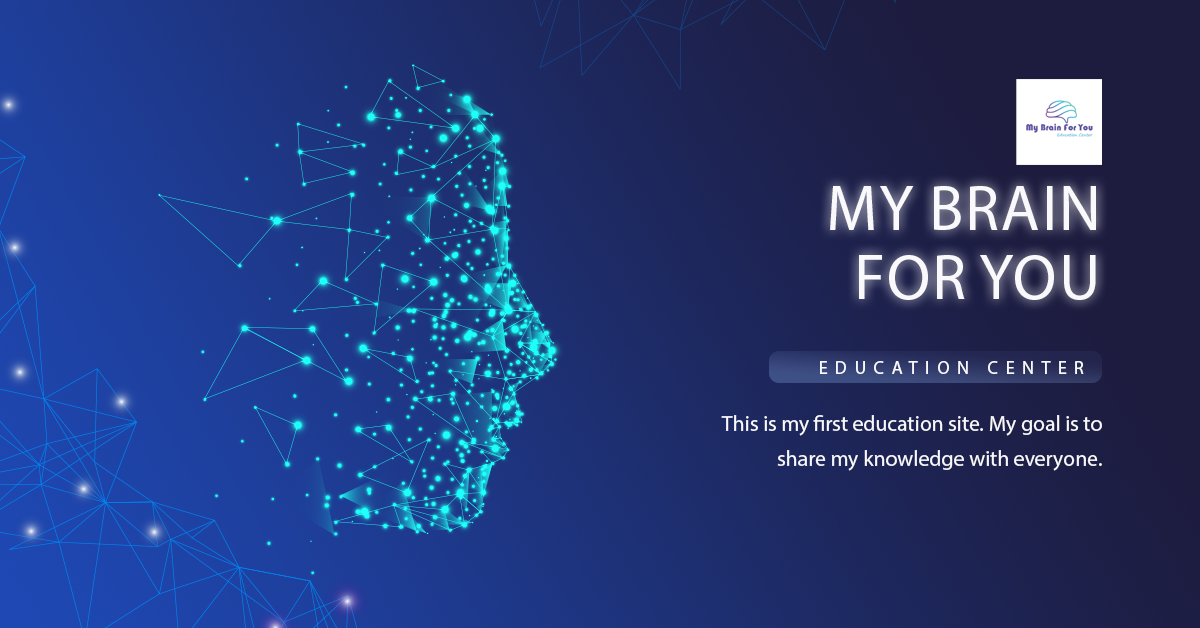 My Brain For You
Education Center
MY BRAIN
FOR YOU
EDUCATION CENTER
This is my first education site. My goal is to
share my knowledge with everyone.